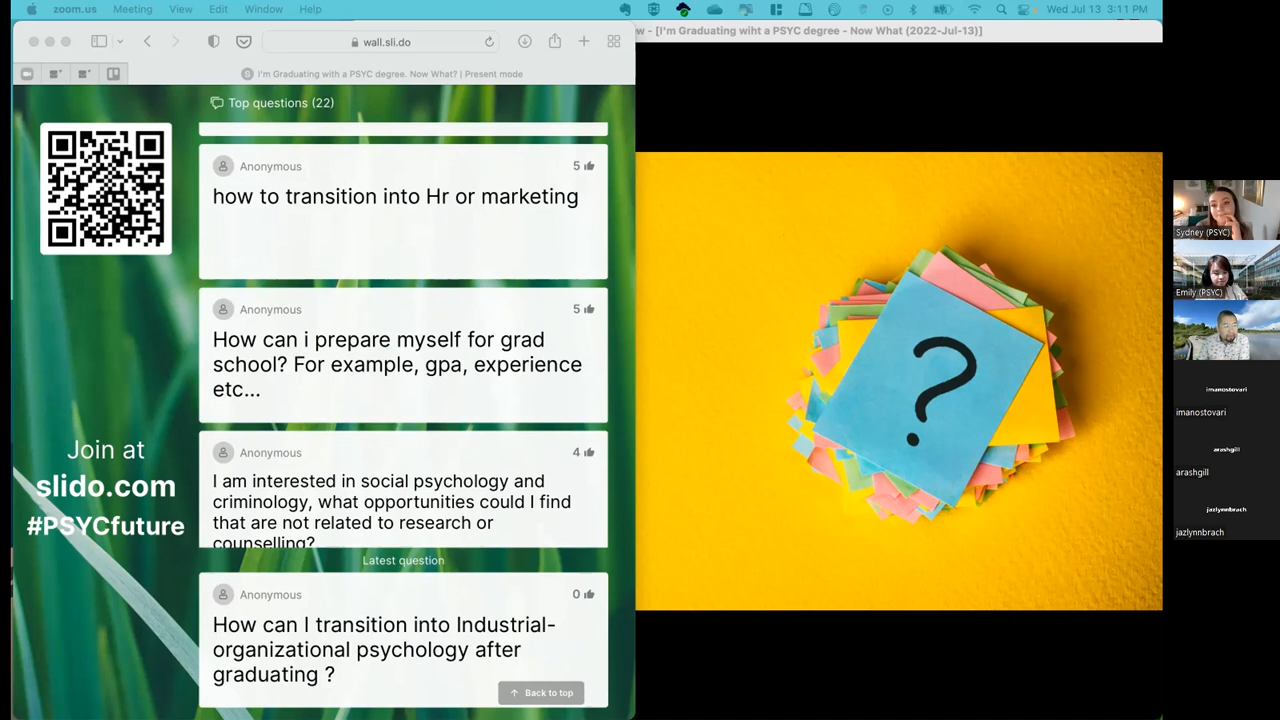 zoom.us Meeting View Edit Window Help Wed Jul 13 3:11 PM
w - [I'm Graduating wiht a PSYC degree - Now What (2022-Jul-13)]
wall.sli.do
I'm Graduating with a PSYC degree. Now What? | Present mode
Top questions (22)
Anonymous 5
how to transition into Hr or marketing
Anonymous 5
How can i prepare myself for grad
school? For example, gpa, experience
etc...
Anonymous 4
I am interested in social psychology and
criminology, what opportunities could I find
that are not related to research or
counselling?
Join at
slido.com
#PSYCfuture
Latest question
Anonymous 0
How can I transition into Industrial-
organizational psychology after
graduating ?
Back to top
?
Sydney (PSYC)
Emily (PSYC)
imanostovari
imanostovari
arashgill
arashgill
jazlynnbrach
jazlynnbrach